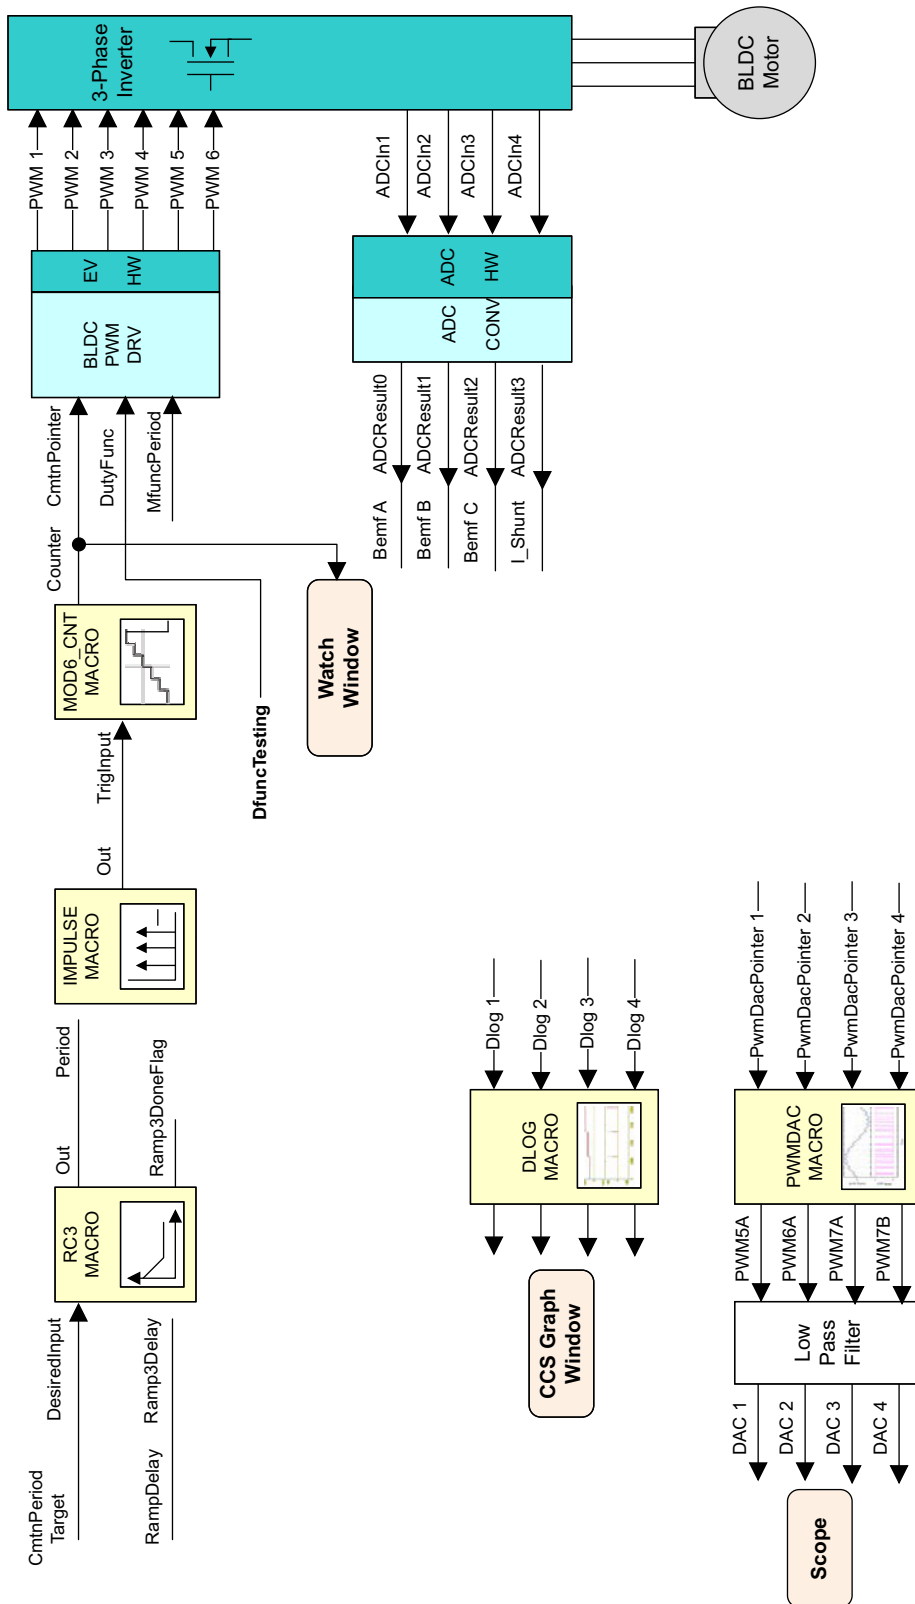 CmtnPeriod
Target
DesiredInput
RampDelay
Ramp3Delay
RC3
MACRO
Out
Period
Ramp3DoneFlag
IMPULSE
MACRO
Out
TrigInput
MOD6_CNT
MACRO
Counter
CmtnPointer
DutyFunc
MfuncPeriod
DfuncTesting
BLDC
PWM
DRV
EV
HW
PWM 1
PWM 2
PWM 3
PWM 4
PWM 5
PWM 6
3-Phase
Inverter
Watch
Window
Bemf A
Bemf B
Bemf C
I_Shunt
ADCResult0
ADCResult1
ADCResult2
ADCResult3
ADC
CONV
ADC
HW
ADCIn1
ADCIn2
ADCIn3
ADCIn4
BLDC
Motor
CCS Graph
Window
DLOG
MACRO
Dlog 1
Dlog 2
Dlog 3
Dlog 4
Scope
DAC 1
DAC 2
DAC 3
DAC 4
Low
Pass
Filter
PWM5A
PWM6A
PWM7A
PWM7B
PWMDAC
MACRO
PwmDacPointer 1
PwmDacPointer 2
PwmDacPointer 3
PwmDacPointer 4